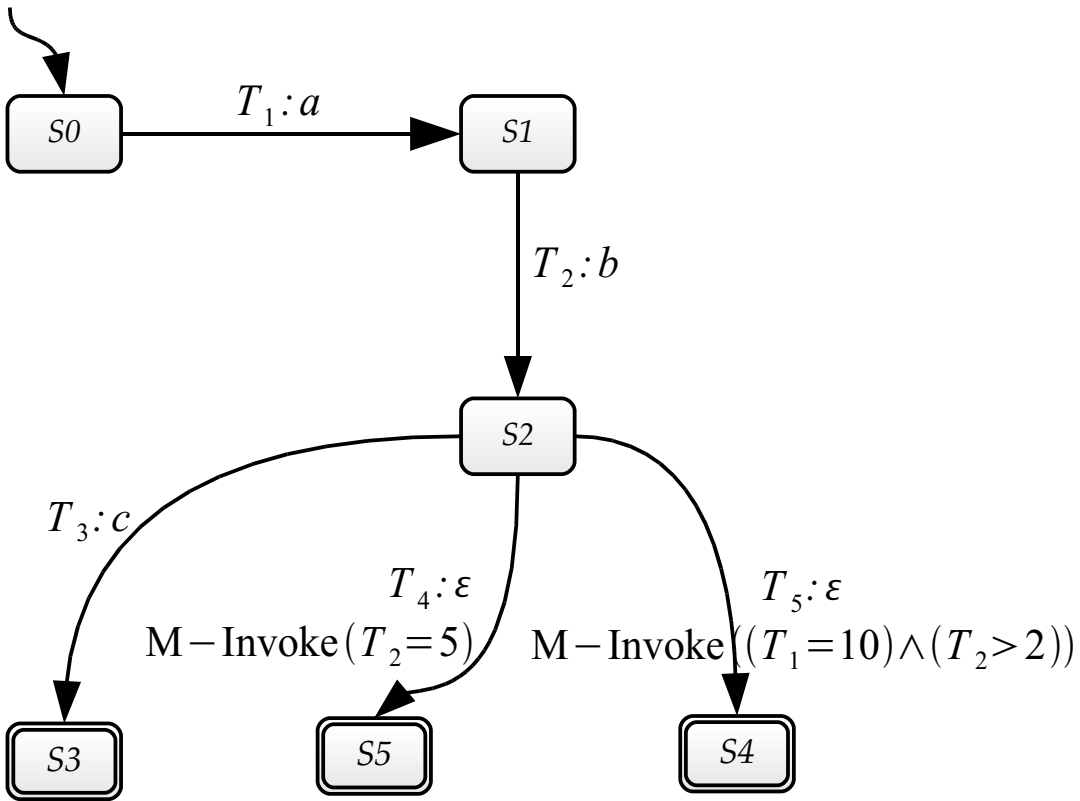 T₁:a
S0
S1
T₂:b
S2
T₃:c
T₄:ε
M−Invoke(T₂=5)
T₅:ε
M−Invoke((T₁=10)∧(T₂>2))
S3
S5
S4